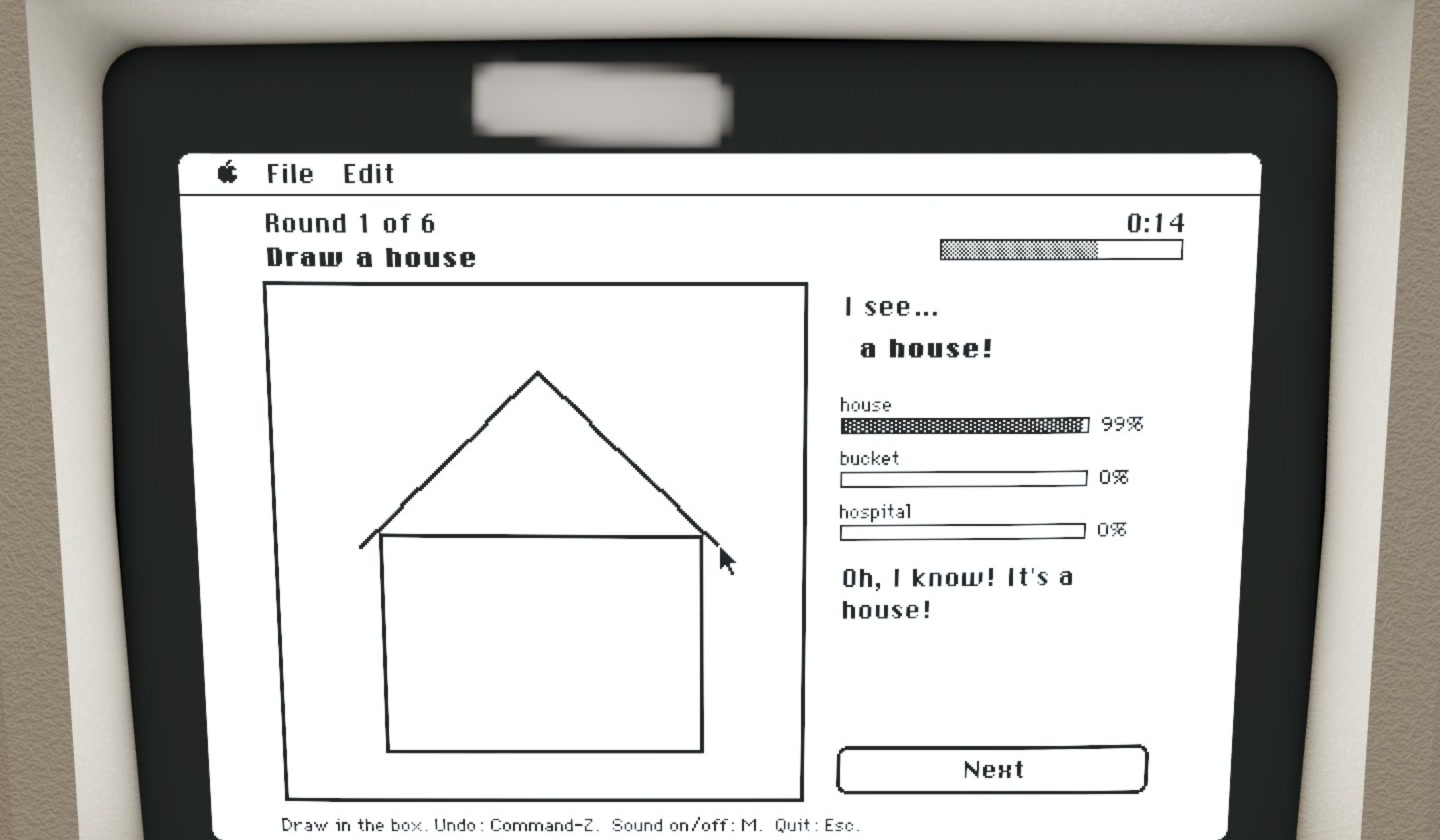 File Edit
Round 1 of 6
0:14
Draw a house
I see...
a house!
house
99%
bucket
0%
hospital
0%
Oh, I know! It's a
house!
Next
Draw in the box. Undo: Command-Z. Sound on/off: M. Quit: Esc.